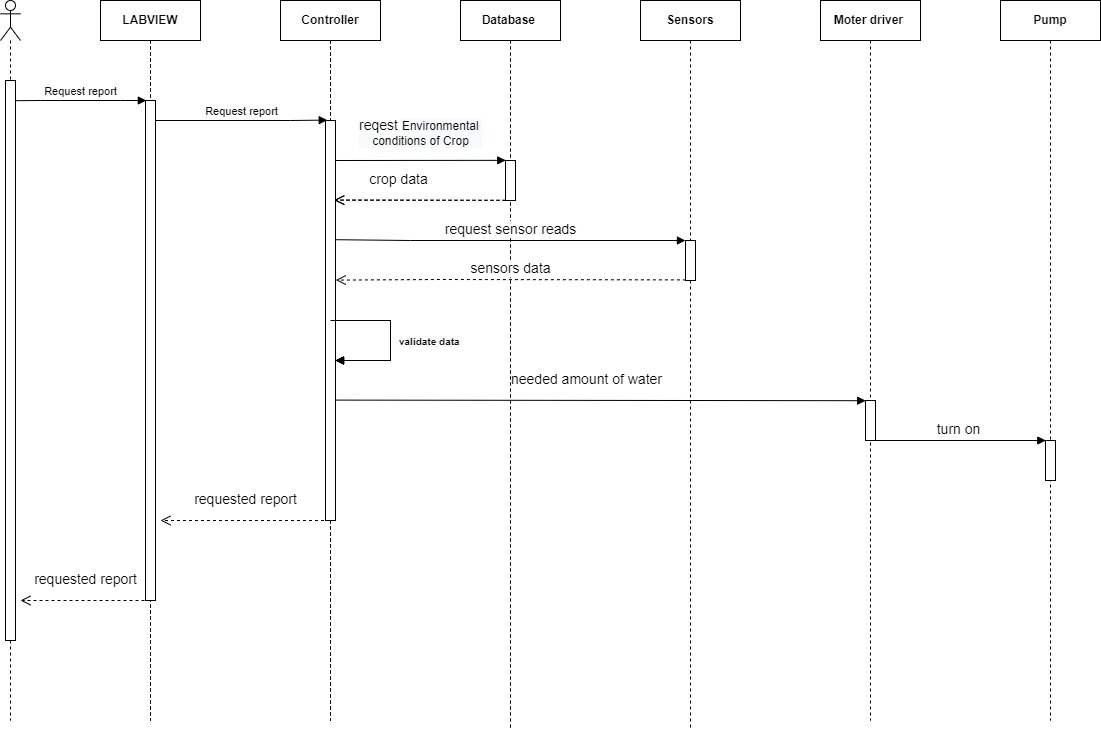 LABVIEW
Controller
Database
Sensors
Moter driver
Pump
Request report
Request report
reqest Environmental
conditions of Crop
crop data
request sensor reads
sensors data
validate data
needed amount of water
turn on
requested report
requested report